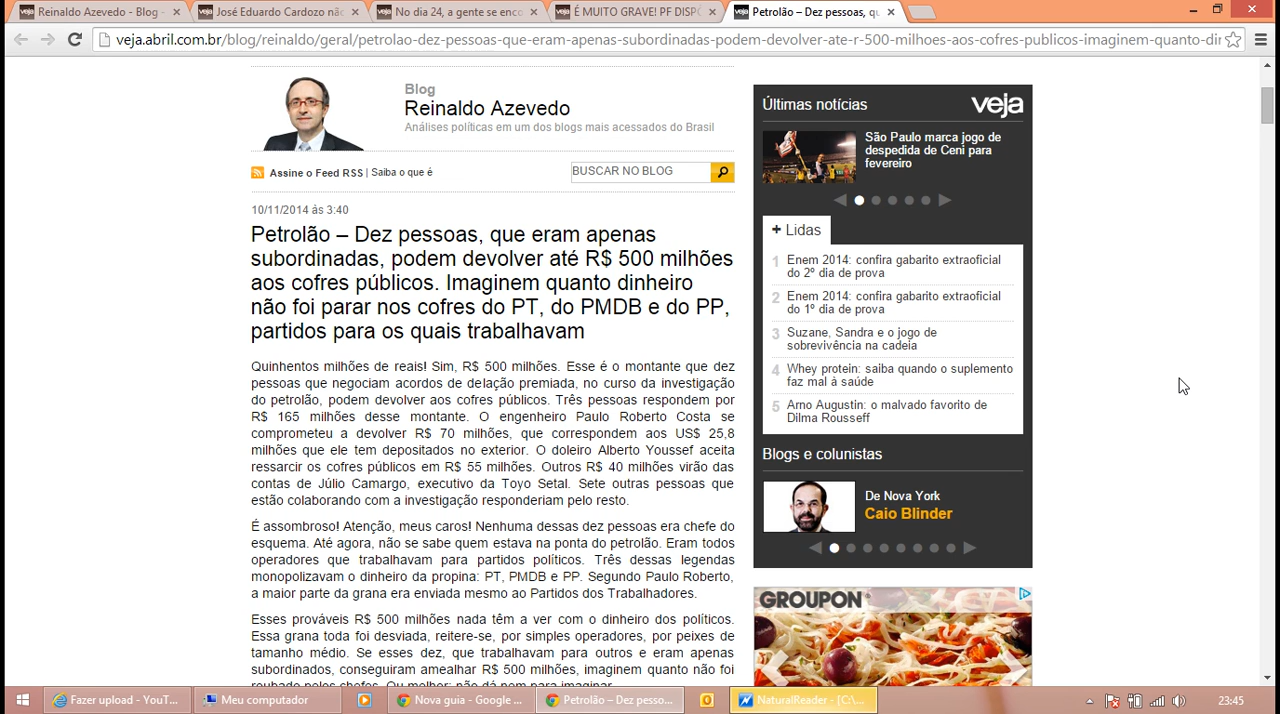 Reinaldo Azevedo - Blog -
José Eduardo Cardozo nã
No dia 24, a gente se enco
É MUITO GRAVE! PF DISPÕ
Petrolão – Dez pessoas, qu
veja.abril.com.br/blog/reinaldo/geral/petrolao-dez-pessoas-que-eram-apenas-subordinadas-podem-devolver-ate-r-500-milhoes-aos-cofres-publicos-imaginem-quanto-din
Blog
Reinaldo Azevedo
Análises políticas em um dos blogs mais acessados do Brasil
Assine o Feed RSS | Saiba o que é
BUSCAR NO BLOG
10/11/2014 às 3:40
Petrolão – Dez pessoas, que eram apenas
subordinadas, podem devolver até R$ 500 milhões
aos cofres públicos. Imaginem quanto dinheiro
não foi parar nos cofres do PT, do PMDB e do PP,
partidos para os quais trabalhavam
Quinhentos milhões de reais! Sim, R$ 500 milhões. Esse é o montante que dez
pessoas que negociam acordos de delação premiada, no curso da investigação
do petrolão, podem devolver aos cofres públicos. Três pessoas respondem por
R$ 165 milhões desse montante. O engenheiro Paulo Roberto Costa se
comprometeu a devolver R$ 70 milhões, que correspondem aos US$ 25,8
milhões que ele tem depositados no exterior. O doleiro Alberto Youssef aceita
ressarcir os cofres públicos em R$ 55 milhões. Outros R$ 40 milhões virão das
contas de Júlio Camargo, executivo da Toyo Setal. Sete outras pessoas que
estão colaborando com a investigação responderiam pelo resto.
É assombroso! Atenção, meus caros! Nenhuma dessas dez pessoas era chefe do
esquema. Até agora, não se sabe quem estava na ponta do petrolão. Eram todos
operadores que trabalhavam para partidos políticos. Três dessas legendas
monopolizavam o dinheiro da propina: PT, PMDB e PP. Segundo Paulo Roberto,
a maior parte da grana era enviada mesmo ao Partidos dos Trabalhadores.
Esses prováveis R$ 500 milhões nada têm a ver com o dinheiro dos políticos.
Essa grana toda foi desviada, reitere-se, por simples operadores, por peixes de
tamanho médio. Se esses dez, que trabalhavam para outros e eram apenas
subordinados, conseguiram amealhar R$ 500 milhões, imaginem quanto não foi
roubado pelos chefes. Ou melhor: não dá nem para imaginar.
Últimas notícias
veja
São Paulo marca jogo de
despedida de Ceni para
fevereiro
+ Lidas
1 Enem 2014: confira gabarito extraoficial
do 2º dia de prova
2 Enem 2014: confira gabarito extraoficial
do 1º dia de prova
3 Suzane, Sandra e o jogo de
sobrevivência na cadeia
4 Whey protein: saiba quando o suplemento
faz mal à saúde
5 Arno Augustin: o malvado favorito de
Dilma Rousseff
Blogs e colunistas
De Nova York
Caio Blinder
GROUPON
Fazer upload - YouT...
Meu computador
Nova guia - Google ...
Petrolão – Dez pesso...
NaturalReader - [C:\...
23:45